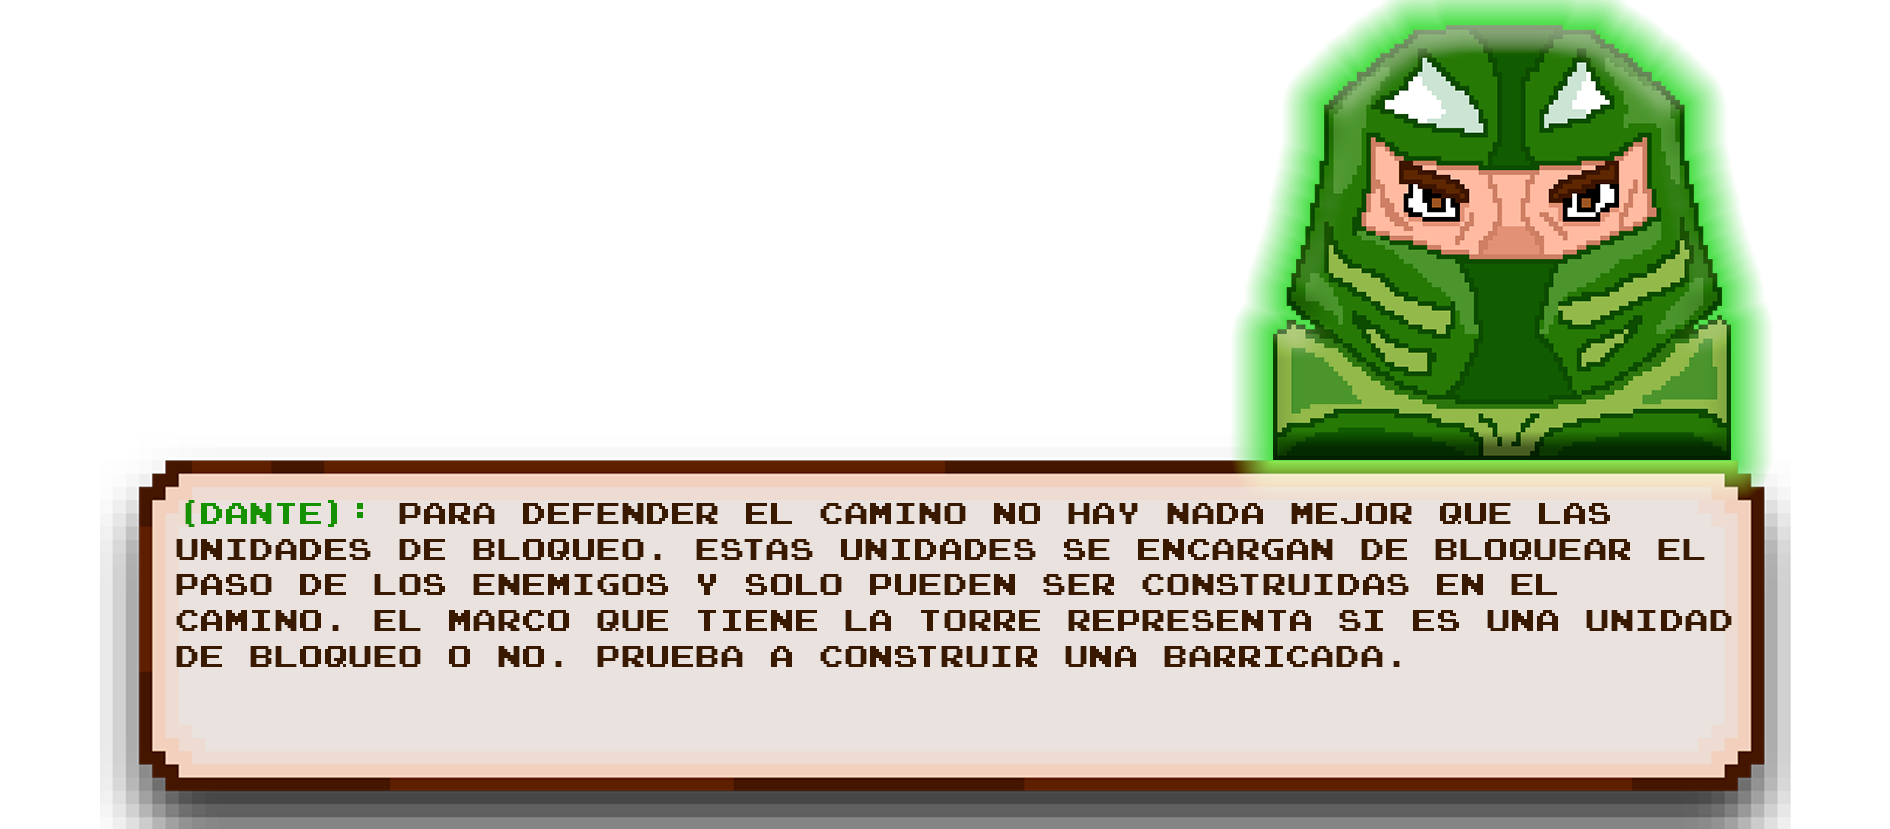 (DANTE): PARA DEFENDER EL CAMINO NO HAY NADA MEJOR QUE LAS
UNIDADES DE BLOQUEO. ESTAS UNIDADES SE ENCARGAN DE BLOQUEAR EL
PASO DE LOS ENEMIGOS Y SOLO PUEDEN SER CONSTRUIDAS EN EL
CAMINO. EL MARCO QUE TIENE LA TORRE REPRESENTA SI ES UNA UNIDAD
DE BLOQUEO O NO. PRUEBA A CONSTRUIR UNA BARRICADA.